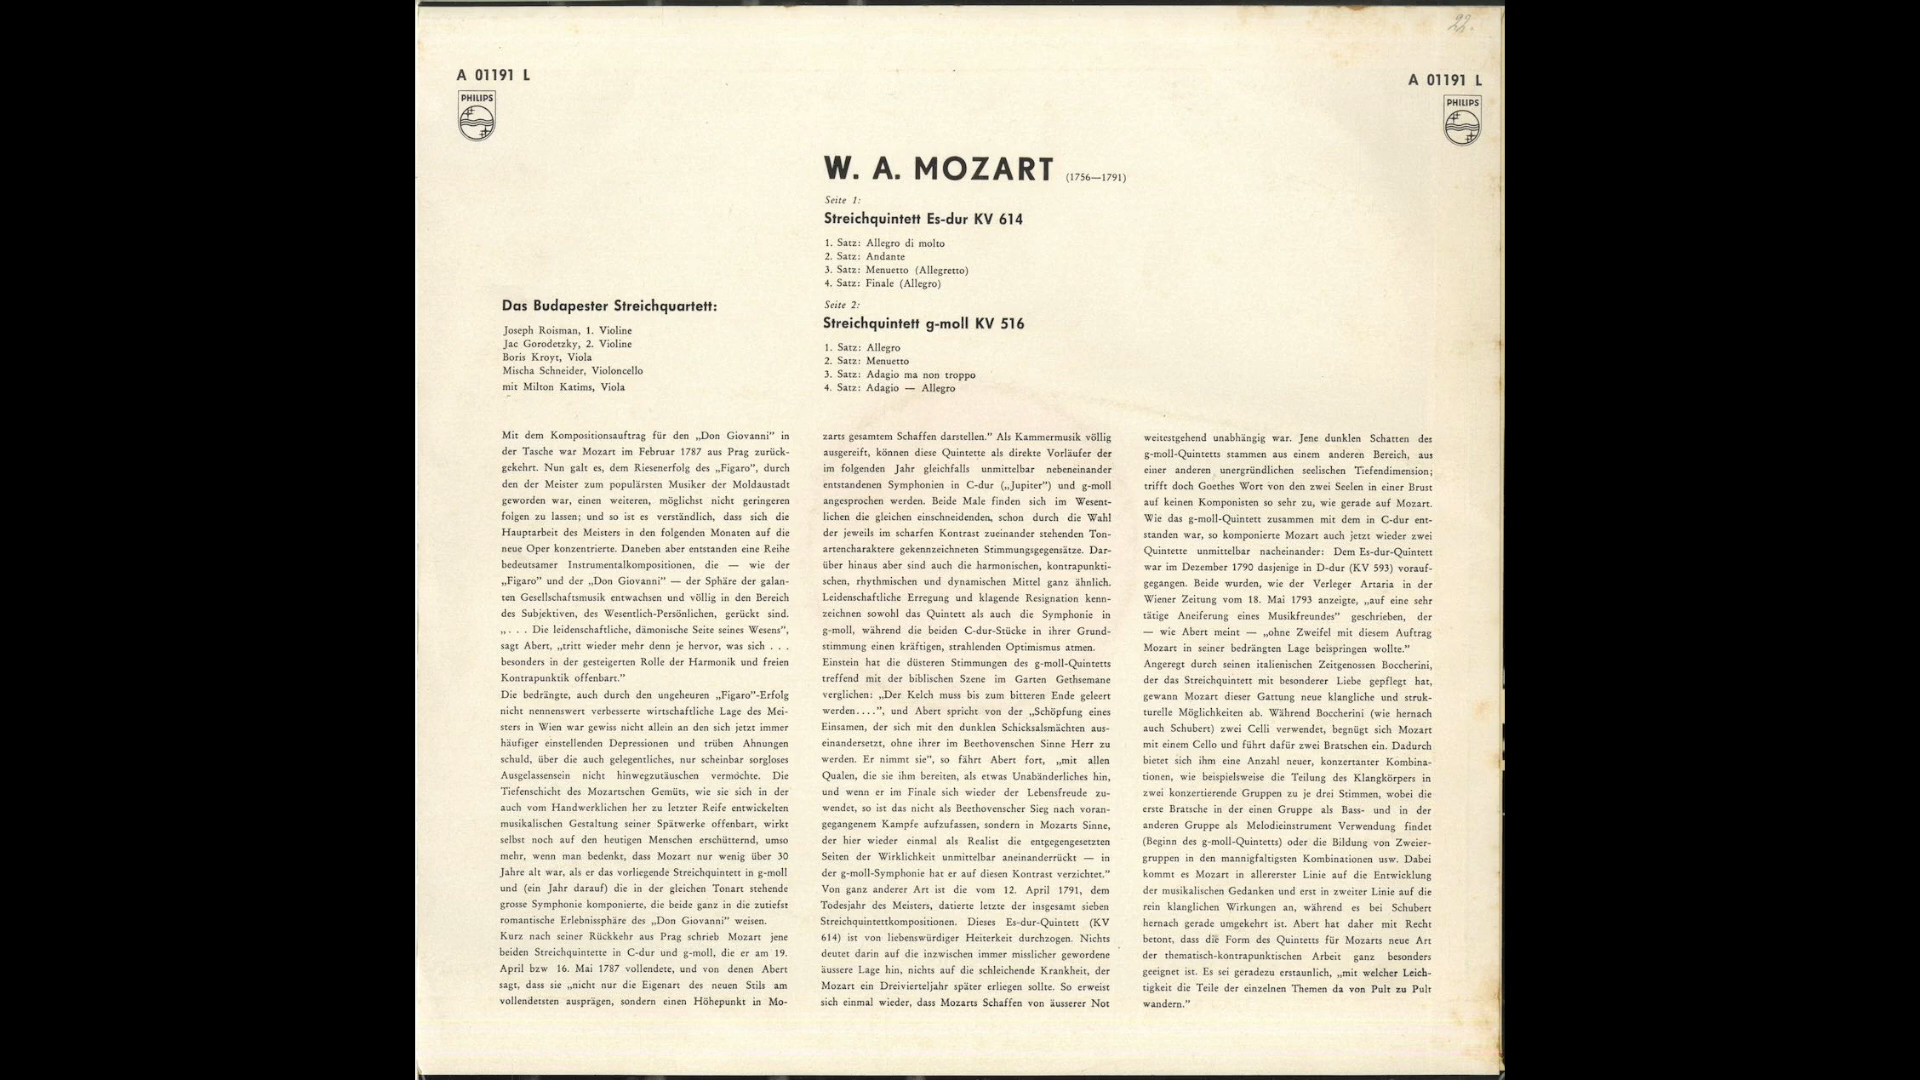 22.
A 01191 L
A 01191 L
PHILIPS
PHILIPS
W. A. MOZART (1756—1791)
Seite 1:
Streichquintett Es-dur KV 614
1. Satz: Allegro di molto
2. Satz: Andante
3. Satz: Menuetto (Allegretto)
4. Satz: Finale (Allegro)
Das Budapester Streichquartett:
Joseph Roisman, 1. Violine
Jac Gorodetzky, 2. Violine
Boris Kroyt, Viola
Mischa Schneider, Violoncello
mit Milton Katims, Viola
Seite 2:
Streichquintett g-moll KV 516
1. Satz: Allegro
2. Satz: Menuetto
3. Satz: Adagio ma non troppo
4. Satz: Adagio — Allegro
Mit dem Kompositionsauftrag für den „Don Giovanni” in
der Tasche war Mozart im Februar 1787 aus Prag zurück-
gekehrt. Nun galt es, dem Riesenerfolg des „Figaro”, durch
den der Meister zum populärsten Musiker der Moldaustadt
geworden war, einen weiteren, möglichst nicht geringeren
folgen zu lassen; und so ist es verständlich, dass sich die
Hauptarbeit des Meisters in den folgenden Monaten auf die
neue Oper konzentrierte. Daneben aber entstanden eine Reihe
bedeutsamer Instrumentalkompositionen, die — wie der
„Figaro” und der „Don Giovanni” — der Sphäre der galan-
ten Gesellschaftsmusik entwachsen und völlig in den Bereich
des Subjektiven, des Wesentlich-Persönlichen, gerückt sind.
„. . . Die leidenschaftliche, dämonische Seite seines Wesens”,
sagt Abert, „tritt wieder mehr denn je hervor, was sich . . .
besonders in der gesteigerten Rolle der Harmonik und freien
Kontrapunktik offenbart.”
Die bedrängte, auch durch den ungeheuren „Figaro”-Erfolg
nicht nennenswert verbesserte wirtschaftliche Lage des Mei-
sters in Wien war gewiss nicht allein an den sich jetzt immer
häufiger einstellenden Depressionen und trüben Ahnungen
schuld, über die auch gelegentliches, nur scheinbar sorgloses
Ausgelassensein nicht hinwegzutäuschen vermöchte. Die
Tiefenschicht des Mozartschen Gemüts, wie sie sich in der
auch vom Handwerklichen her zu letzter Reife entwickelten
musikalischen Gestaltung seiner Spätwerke offenbart, wirkt
selbst noch auf den heutigen Menschen erschütternd, umso
mehr, wenn man bedenkt, dass Mozart nur wenig über 30
Jahre alt war, als er das vorliegende Streichquintett in g-moll
und (ein Jahr darauf) die in der gleichen Tonart stehende
grosse Symphonie komponierte, die beide ganz in die zutiefst
romantische Erlebnissphäre des „Don Giovanni” weisen.
Kurz nach seiner Rückkehr aus Prag schrieb Mozart jene
beiden Streichquintette in C-dur und g-moll, die er am 19.
April bzw 16. Mai 1787 vollendete, und von denen Abert
sagt, dass sie „nicht nur die Eigenart des neuen Stils am
vollendetsten ausprägen, sondern einen Höhepunkt in Mo-
zarts gesamtem Schaffen darstellen.” Als Kammermusik völlig
ausgereift, können diese Quintette als direkte Vorläufer der
im folgenden Jahr gleichfalls unmittelbar nebeneinander
entstandenen Symphonien in C-dur („Jupiter”) und g-moll
angesprochen werden. Beide Male finden sich im Wesent-
lichen die gleichen einschneidenden, schon durch die Wahl
der jeweils im scharfen Kontrast zueinander stehenden Ton-
artencharaktere gekennzeichneten Stimmungsgegensätze. Dar-
über hinaus aber sind auch die harmonischen, kontrapunkti-
schen, rhythmischen und dynamischen Mittel ganz ähnlich.
Leidenschaftliche Erregung und klagende Resignation kenn-
zeichnen sowohl das Quintett als auch die Symphonie in
g-moll, während die beiden C-dur-Stücke in ihrer Grund-
stimmung einen kräftigen, strahlenden Optimismus atmen.
Einstein hat die düsteren Stimmungen des g-moll-Quintetts
treffend mit der biblischen Szene im Garten Gethsemane
verglichen: „Der Kelch muss bis zum bitteren Ende geleert
werden....”, und Abert spricht von der „Schöpfung eines
Einsamen, der sich mit den dunklen Schicksalsmächten aus-
einandersetzt, ohne ihrer im Beethovenschen Sinne Herr zu
werden. Er nimmt sie”, so fährt Abert fort, „mit allen
Qualen, die sie ihm bereiten, als etwas Unabänderliches hin,
und wenn er im Finale sich wieder der Lebensfreude zu-
wendet, so ist das nicht als Beethovenscher Sieg nach voran-
gegangenem Kampfe aufzufassen, sondern in Mozarts Sinne,
der hier wieder einmal als Realist die entgegengesetzten
Seiten der Wirklichkeit unmittelbar aneinanderrückt — in
der g-moll-Symphonie hat er auf diesen Kontrast verzichtet.”
Von ganz anderer Art ist die vom 12. April 1791, dem
Todesjahr des Meisters, datierte letzte der insgesamt sieben
Streichquintettkompositionen. Dieses Es-dur-Quintett (KV
614) ist von liebenswürdiger Heiterkeit durchzogen. Nichts
deutet darin auf die inzwischen immer misslicher gewordene
äussere Lage hin, nichts auf die schleichende Krankheit, der
Mozart ein Dreivierteljahr später erliegen sollte. So erweist
sich einmal wieder, dass Mozarts Schaffen von äusserer Not
weitestgehend unabhängig war. Jene dunklen Schatten des
g-moll-Quintetts stammen aus einem anderen Bereich, aus
einer anderen unergründlichen seelischen Tiefendimension;
trifft doch Goethes Wort von den zwei Seelen in einer Brust
auf keinen Komponisten so sehr zu, wie gerade auf Mozart.
Wie das g-moll-Quintett zusammen mit dem in C-dur ent-
standen war, so komponierte Mozart auch jetzt wieder zwei
Quintette unmittelbar nacheinander: Dem Es-dur-Quintett
war im Dezember 1790 dasjenige in D-dur (KV 593) vorauf-
gegangen. Beide wurden, wie der Verleger Artaria in der
Wiener Zeitung vom 18. Mai 1793 anzeigte, „auf eine sehr
tätige Aneiferung eines Musikfreundes” geschrieben, der
— wie Abert meint — „ohne Zweifel mit diesem Auftrag
Mozart in seiner bedrängten Lage beispringen wollte.”
Angeregt durch seinen italienischen Zeitgenossen Boccherini,
der das Streichquintett mit besonderer Liebe gepflegt hat,
gewann Mozart dieser Gattung neue klangliche und struk-
turelle Möglichkeiten ab. Während Boccherini (wie hernach
auch Schubert) zwei Celli verwendet, begnügt sich Mozart
mit einem Cello und führt dafür zwei Bratschen ein. Dadurch
bietet sich ihm eine Anzahl neuer, konzertanter Kombina-
tionen, wie beispielsweise die Teilung des Klangkörpers in
zwei konzertierende Gruppen zu je drei Stimmen, wobei die
erste Bratsche in der einen Gruppe als Bass- und in der
anderen Gruppe als Melodieinstrument Verwendung findet
(Beginn des g-moll-Quintetts) oder die Bildung von Zweier-
gruppen in den mannigfaltigsten Kombinationen usw. Dabei
kommt es Mozart in allererster Linie auf die Entwicklung
der musikalischen Gedanken und erst in zweiter Linie auf die
rein klanglichen Wirkungen an, während es bei Schubert
hernach gerade umgekehrt ist. Abert hat daher mit Recht
betont, dass die Form des Quintetts für Mozarts neue Art
der thematisch-kontrapunktischen Arbeit ganz besonders
geeignet ist. Es sei geradezu erstaunlich, „mit welcher Leich-
tigkeit die Teile der einzelnen Themen da von Pult zu Pult
wandern.”